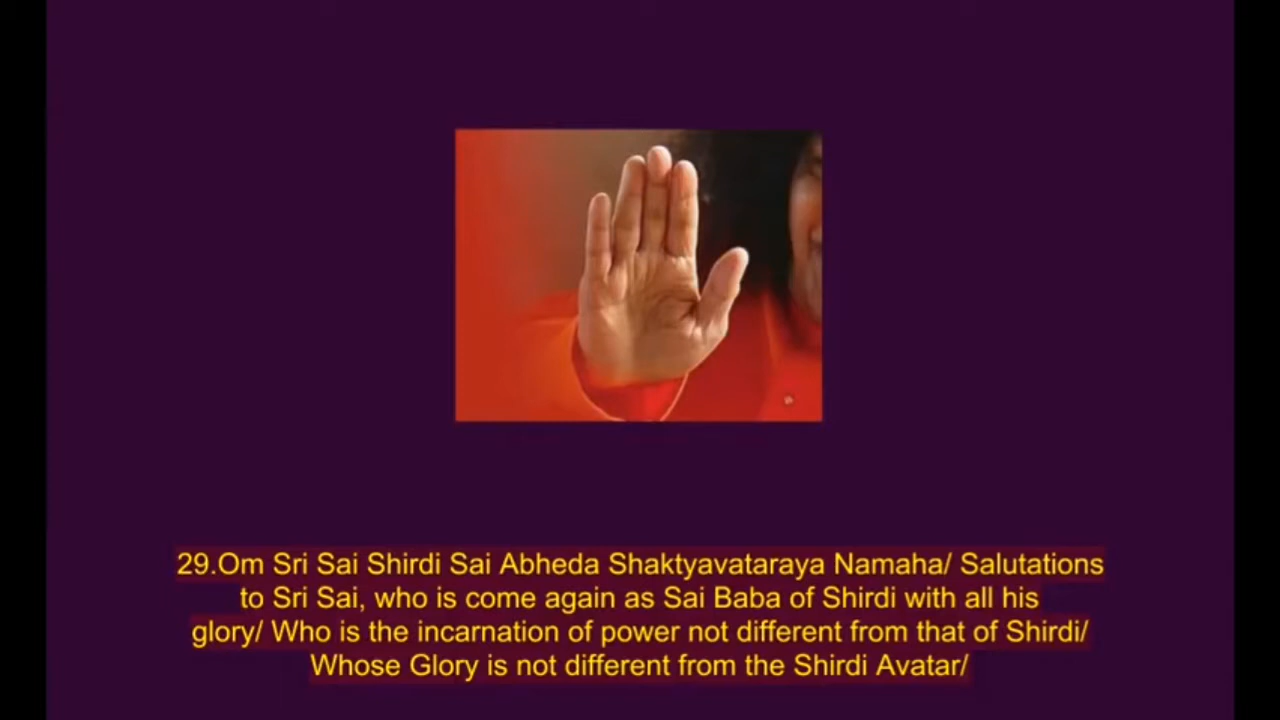 29.Om Sri Sai Shirdi Sai Abheda Shaktyavataraya Namaha/ Salutations
to Sri Sai, who is come again as Sai Baba of Shirdi with all his
glory/ Who is the incarnation of power not different from that of Shirdi/
Whose Glory is not different from the Shirdi Avatar/